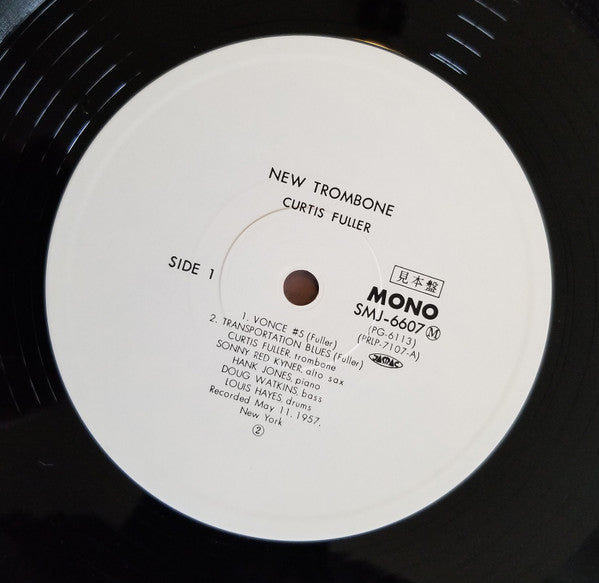 NEW TROMBONE
CURTIS FULLER
SIDE 1
見本盤
MONO
SMJ-6607 Ⓜ
(PG-6113)
(PRLP-7107-A)
1. VONCE #5 (Fuller)
2. TRANSPORTATION BLUES (Fuller)
CURTIS FULLER, trombone
SONNY RED KYNER, alto sax
HANK JONES, piano
DOUG WATKINS, bass
LOUIS HAYES, drums
Recorded May 11, 1957.
New York
②